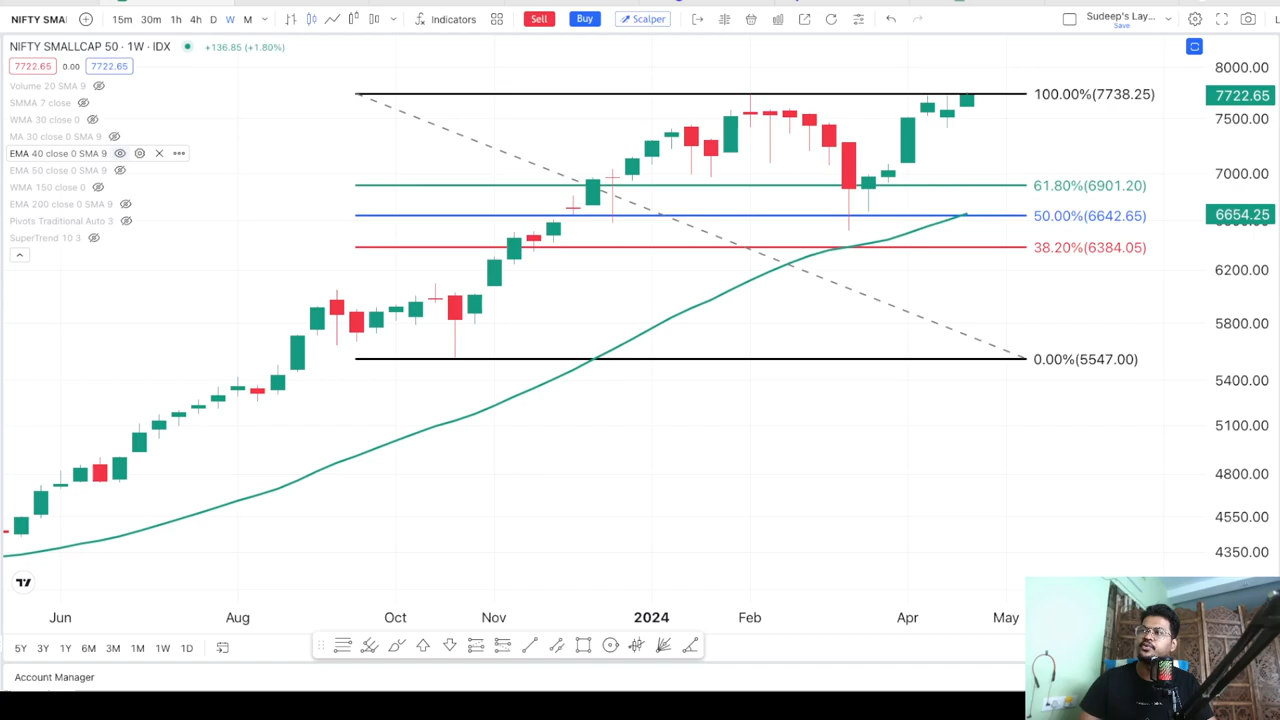 NIFTY SMAL
15m 30m 1h 4h D W M Indicators Sell Buy Scalper Sudeep's Lay...
Save
NIFTY SMALLCAP 50 · 1W · IDX +136.85 (+1.80%)
7722.65 0.00 7722.65
Volume 20 SMA 9
SMMA 7 close
WMA 30 close 0
MA 30 close 0 SMA 9
EMA 40 close 0 SMA 9
EMA 50 close 0 SMA 9
WMA 150 close 0
EMA 200 close 0 SMA 9
Pivots Traditional Auto 3
SuperTrend 10 3
100.00%(7738.25)
61.80%(6901.20)
50.00%(6642.65)
38.20%(6384.05)
0.00%(5547.00)
8000.00
7722.65
7500.00
7000.00
6654.25
6200.00
5800.00
5400.00
5100.00
4800.00
4550.00
4350.00
Jun Aug Oct Nov 2024 Feb Apr May
5Y 3Y 1Y 6M 3M 1M 1W 1D
Account Manager